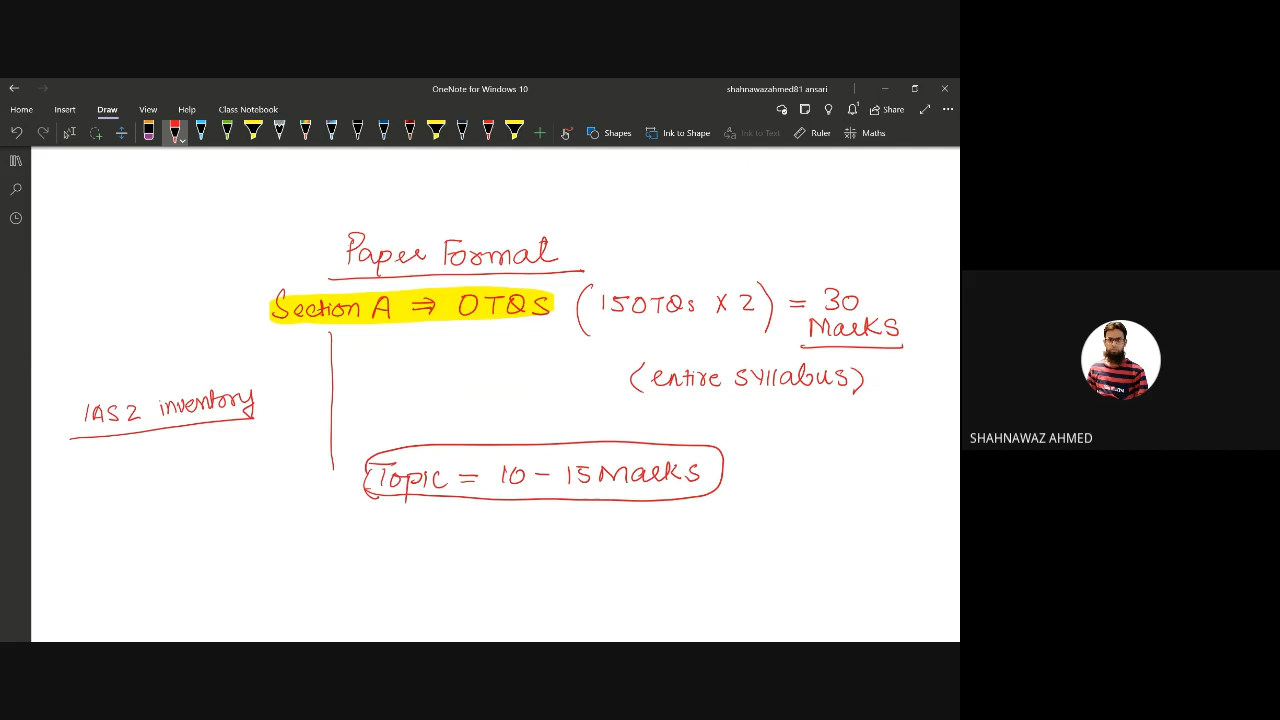 OneNote for Windows 10
shahnawazahmed81 ansari
Home Insert Draw View Help Class Notebook
Share
Shapes Ink to Shape Ink to Text Ruler Maths
Paper Format
Section A ⇒ OTQS (15OTQs X 2) = 30
Marks
(entire syllabus)
IAS2 inventory
Topic = 10 - 15 Marks
SHAHNAWAZ AHMED